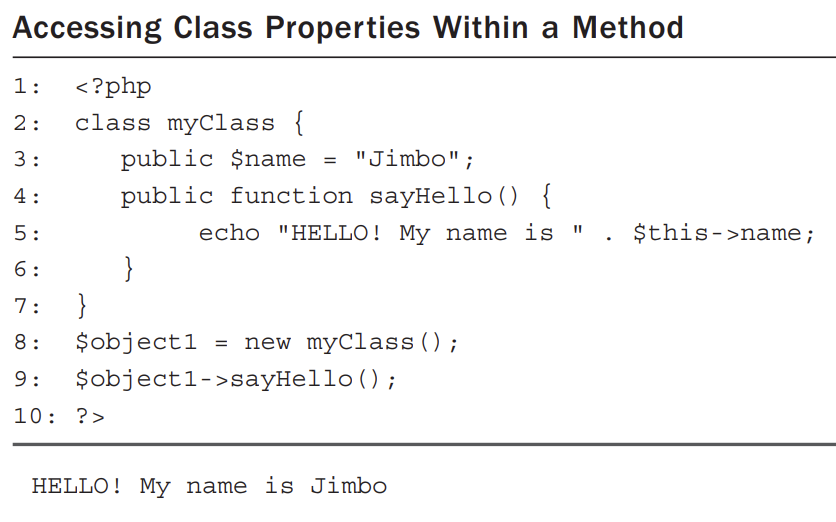 Accessing Class Properties Within a Method
1: <?php
2: class myClass {
3: public $name = "Jimbo";
4: public function sayHello() {
5: echo "HELLO! My name is " . $this->name;
6: }
7: }
8: $object1 = new myClass();
9: $object1->sayHello();
10: ?>
HELLO! My name is Jimbo